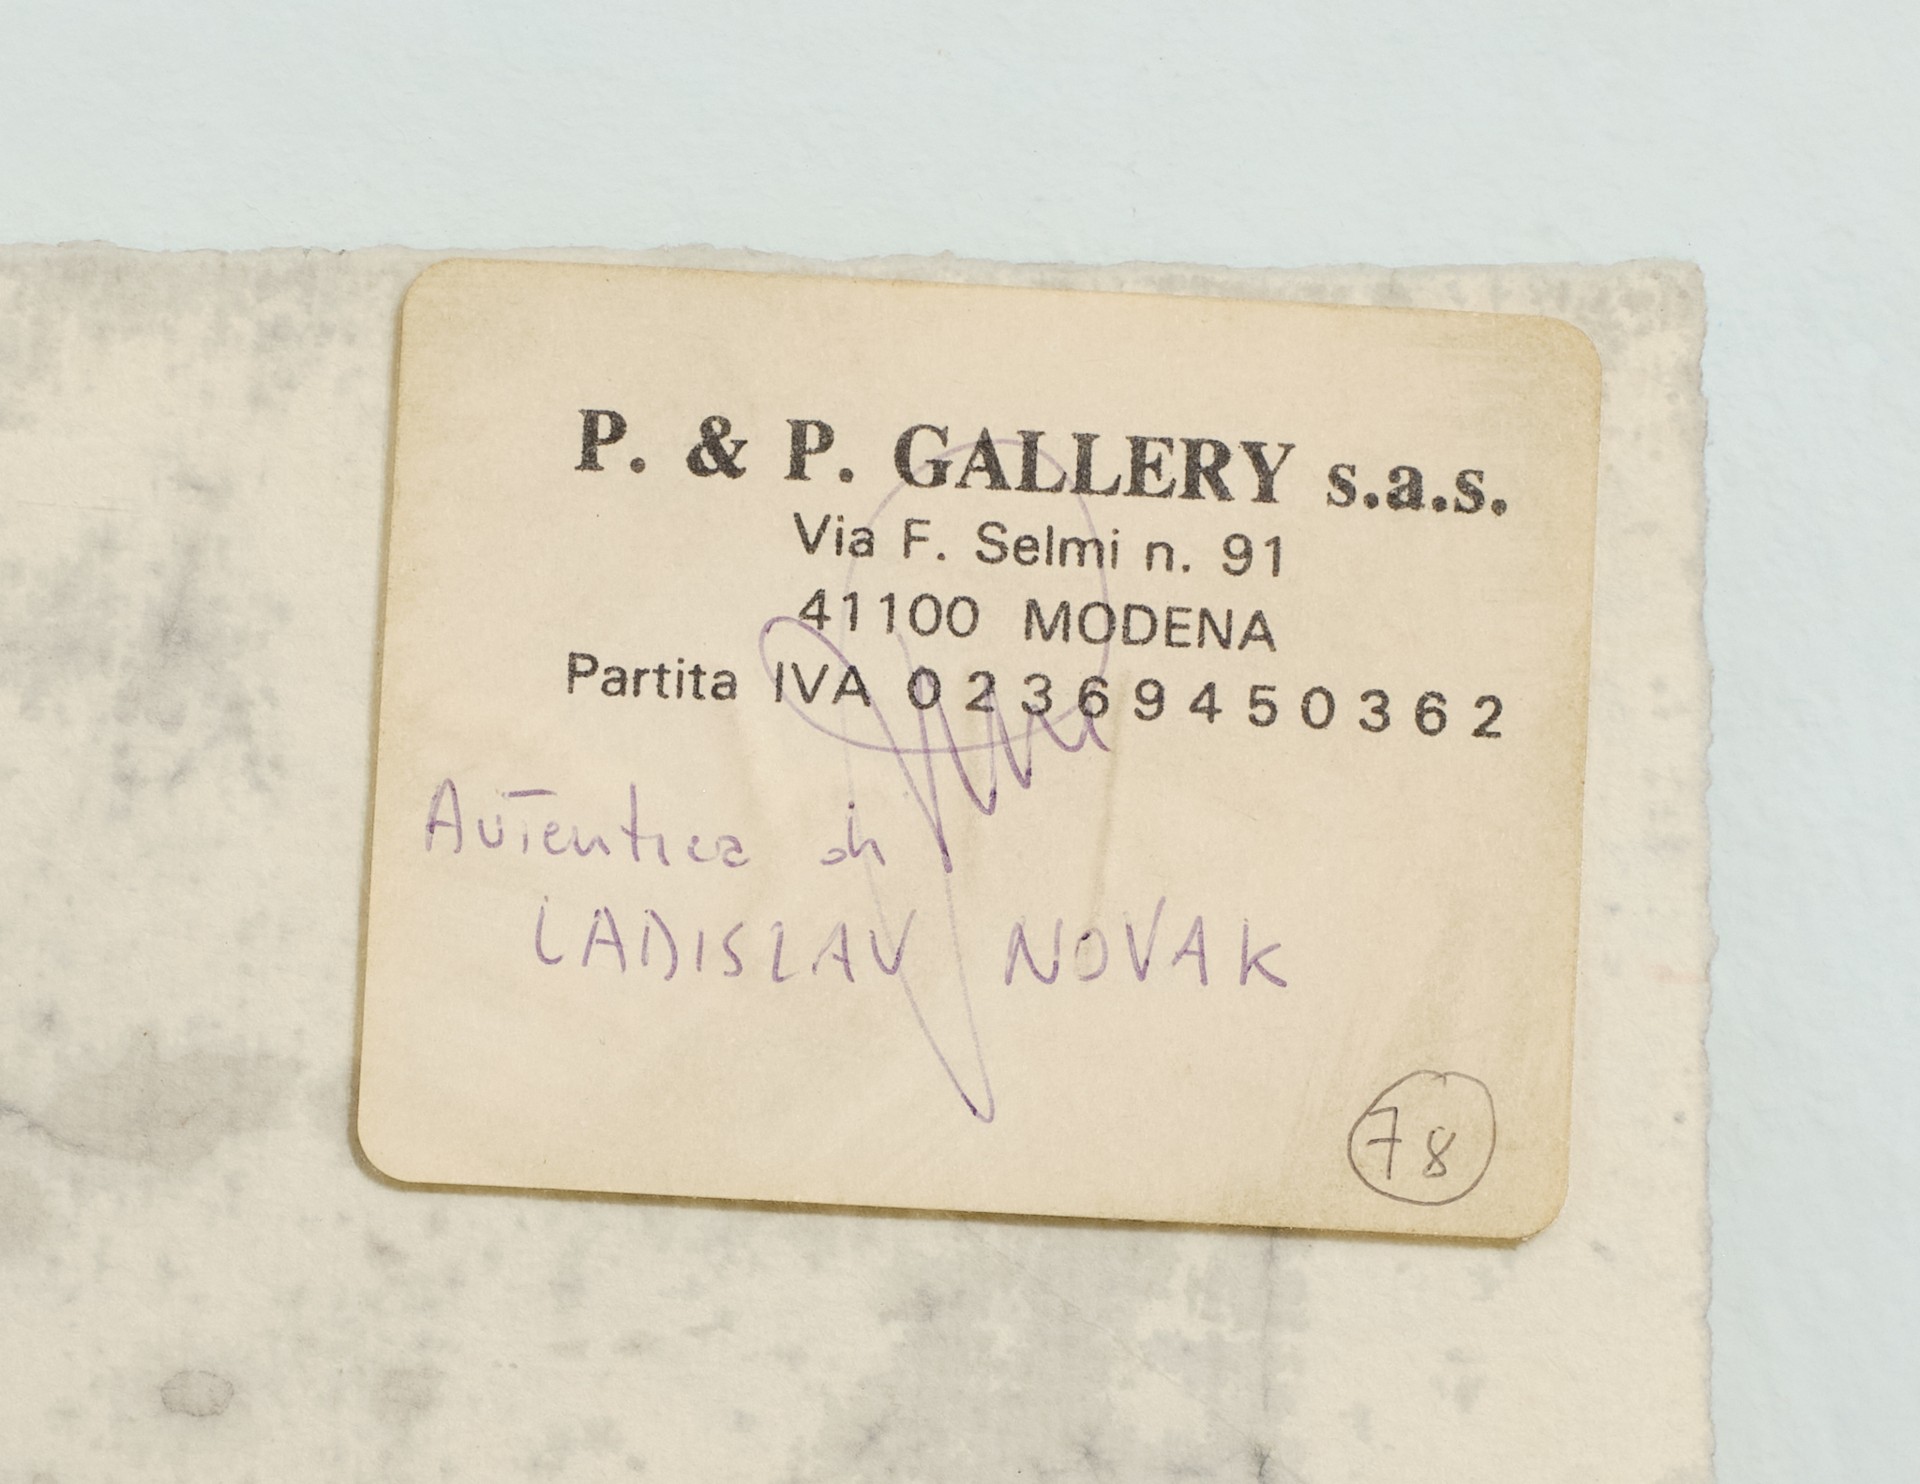 P. & P. GALLERY s.a.s.
Via F. Selmi n. 91
41100 MODENA
Partita IVA 02369450362
Autentica di
LADISLAV NOVAK
78